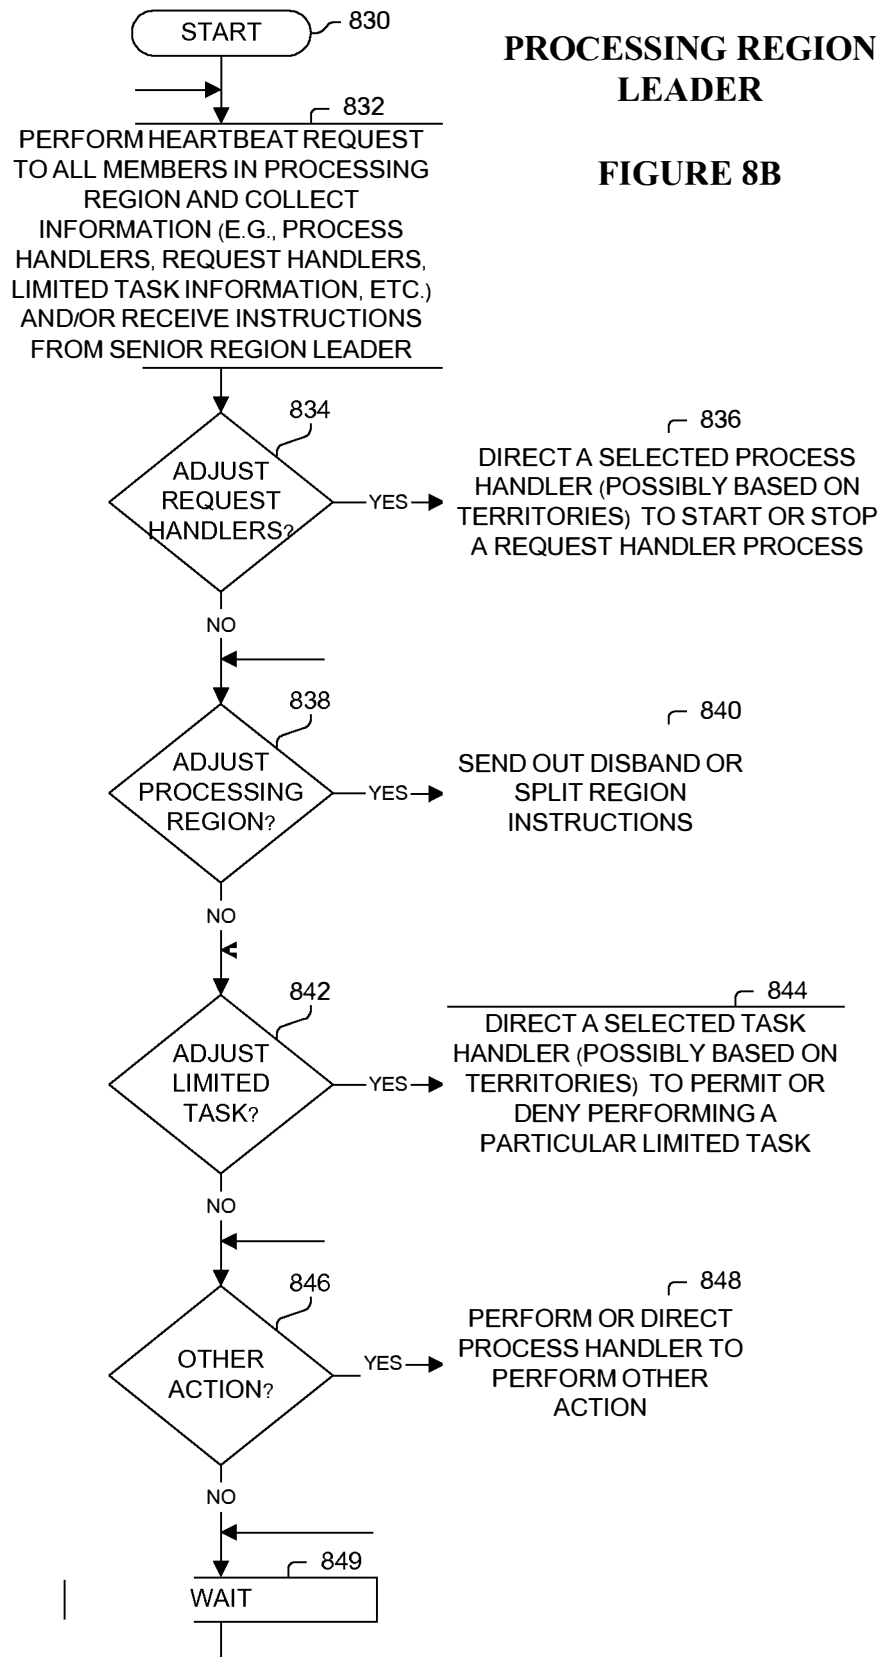 START
830
PROCESSING REGION
LEADER
FIGURE 8B
832
PERFORM HEARTBEAT REQUEST
TO ALL MEMBERS IN PROCESSING
REGION AND COLLECT
INFORMATION (E.G., PROCESS
HANDLERS, REQUEST HANDLERS,
LIMITED TASK INFORMATION, ETC.)
AND/OR RECEIVE INSTRUCTIONS
FROM SENIOR REGION LEADER
834
ADJUST
REQUEST
HANDLERS?
YES
836
DIRECT A SELECTED PROCESS
HANDLER (POSSIBLY BASED ON
TERRITORIES) TO START OR STOP
A REQUEST HANDLER PROCESS
NO
838
ADJUST
PROCESSING
REGION?
YES
840
SEND OUT DISBAND OR
SPLIT REGION
INSTRUCTIONS
NO
842
ADJUST
LIMITED
TASK?
YES
844
DIRECT A SELECTED TASK
HANDLER (POSSIBLY BASED ON
TERRITORIES) TO PERMIT OR
DENY PERFORMING A
PARTICULAR LIMITED TASK
NO
846
OTHER
ACTION?
YES
848
PERFORM OR DIRECT
PROCESS HANDLER TO
PERFORM OTHER
ACTION
NO
849
WAIT